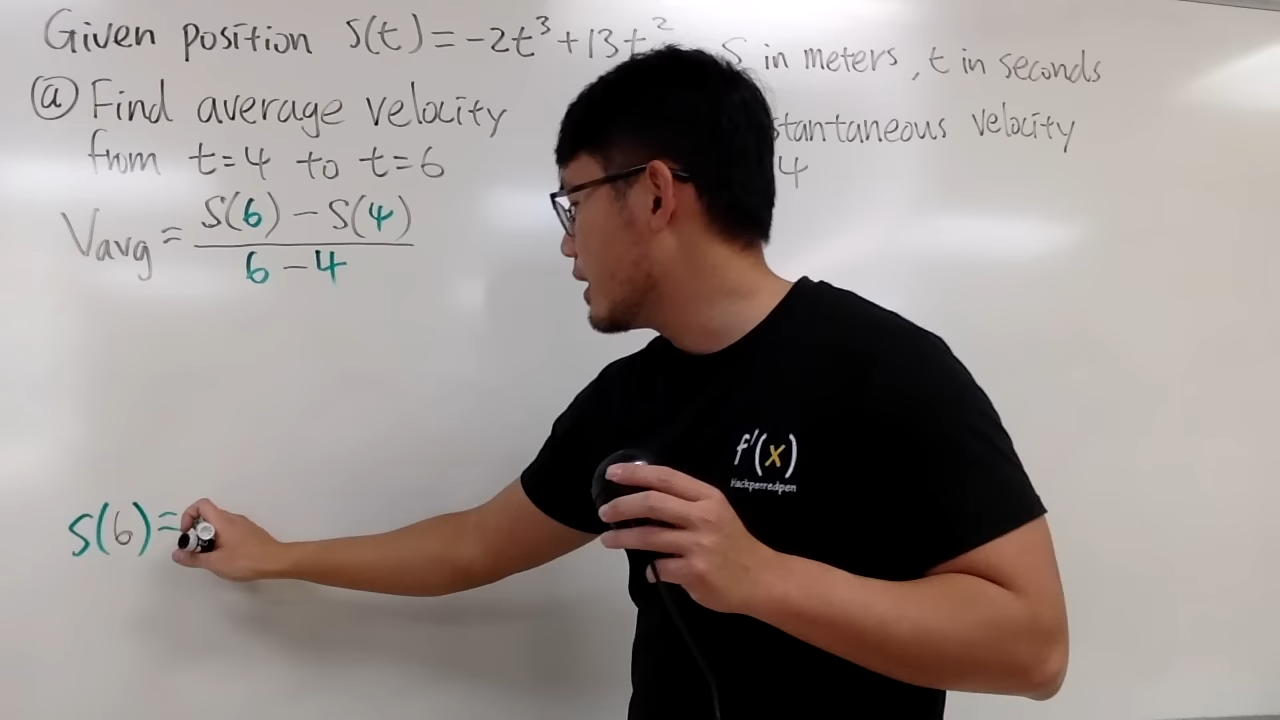 Given position S(t) = -2t³ + 13t² S in meters, t in seconds
ⓐ Find average velocity
from t=4 to t=6
stantaneous velocity
4
Vavg = S(6) - S(4)
6 - 4
S(6) =
f'(x)
blackpenredpen